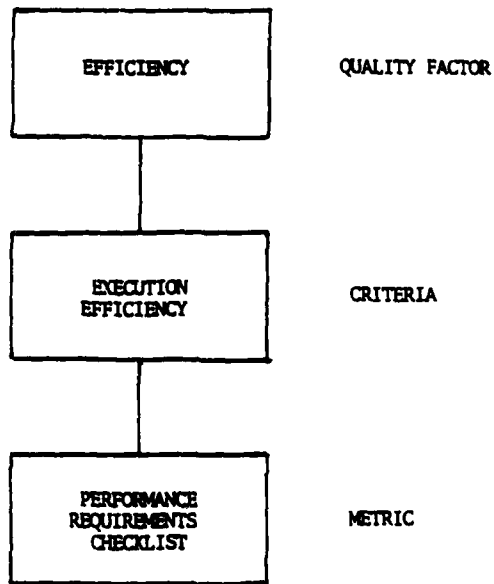 EFFICIENCY QUALITY FACTOR
EXECUTION
EFFICIENCY
CRITERIA
PERFORMANCE
REQUIREMENTS
CHECKLIST
METRIC